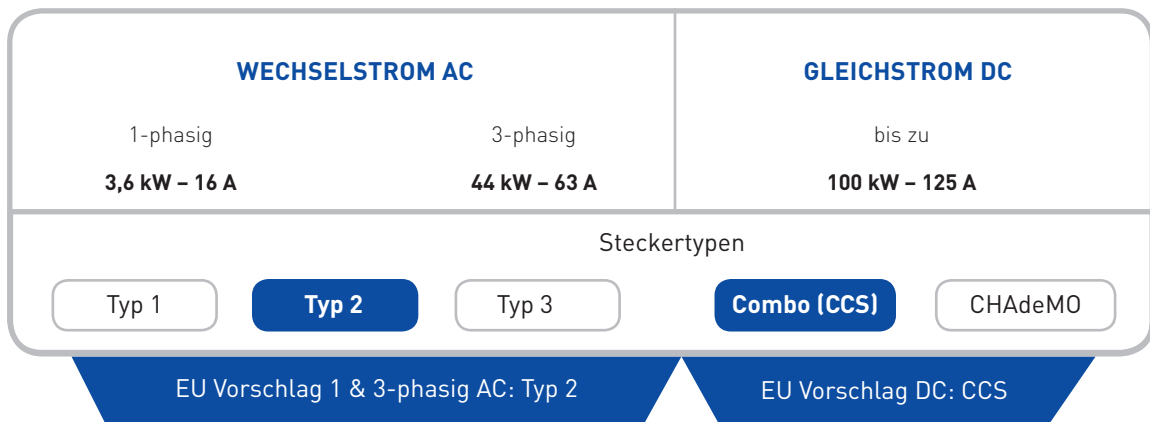 WECHSELSTROM AC
GLEICHSTROM DC
1-phasig
3-phasig
bis zu
3,6 kW – 16 A
44 kW – 63 A
100 kW – 125 A
Steckertypen
Typ 1
Typ 2
Typ 3
Combo (CCS)
CHAdeMO
EU Vorschlag 1 & 3-phasig AC: Typ 2
EU Vorschlag DC: CCS